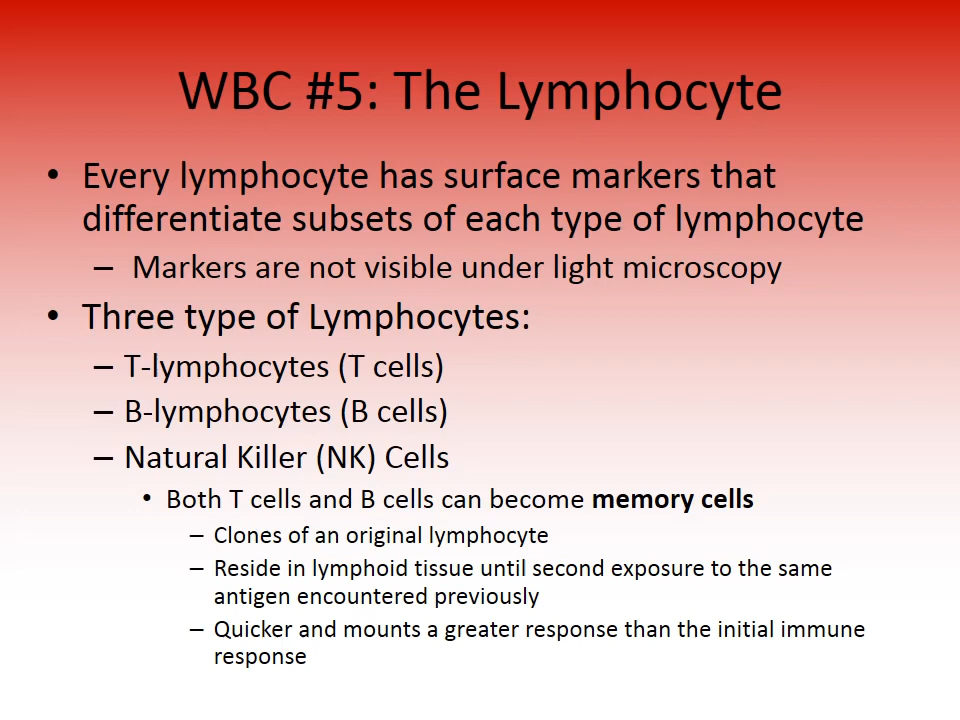 WBC #5: The Lymphocyte
• Every lymphocyte has surface markers that
differentiate subsets of each type of lymphocyte
– Markers are not visible under light microscopy
• Three type of Lymphocytes:
– T-lymphocytes (T cells)
– B-lymphocytes (B cells)
– Natural Killer (NK) Cells
• Both T cells and B cells can become memory cells
– Clones of an original lymphocyte
– Reside in lymphoid tissue until second exposure to the same
antigen encountered previously
– Quicker and mounts a greater response than the initial immune
response